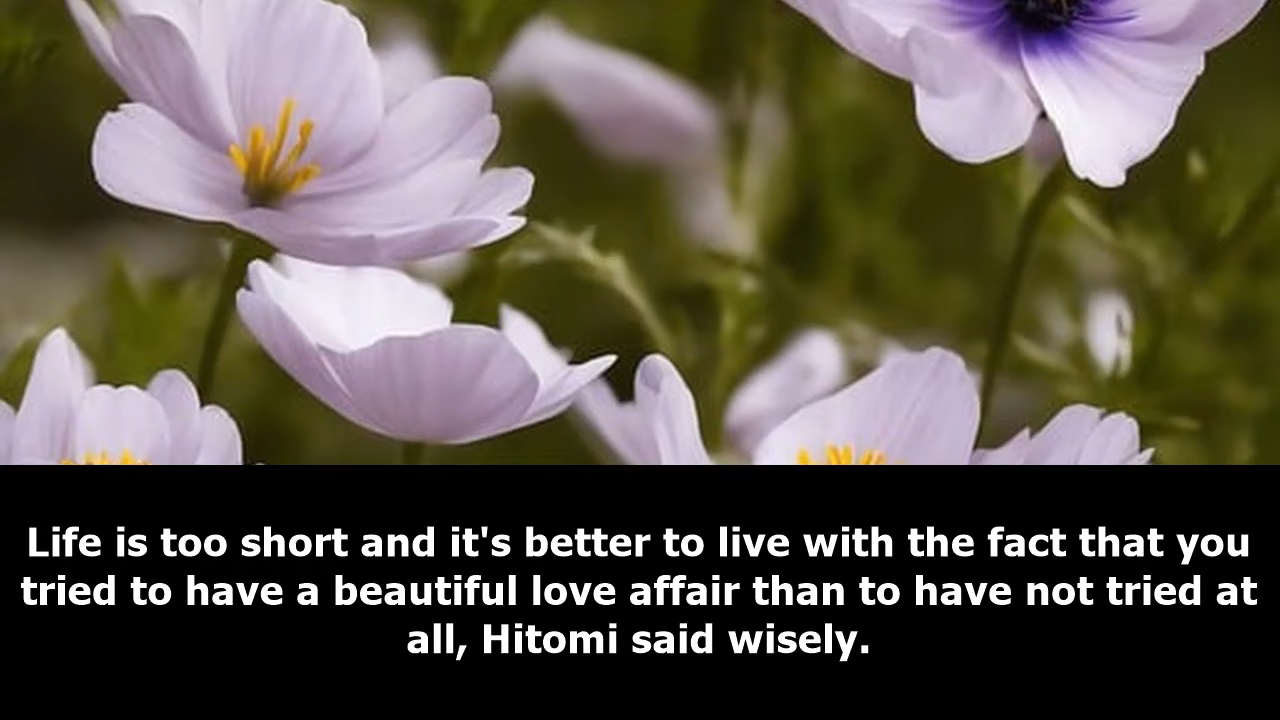 Life is too short and it's better to live with the fact that you
tried to have a beautiful love affair than to have not tried at
all, Hitomi said wisely.